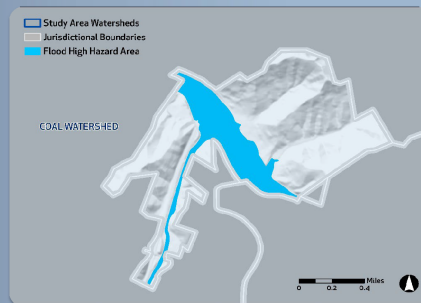 Study Area Watersheds
Jurisdictional Boundaries
Flood High Hazard Area
COAL WATERSHED
Miles
0 0.2 0.4